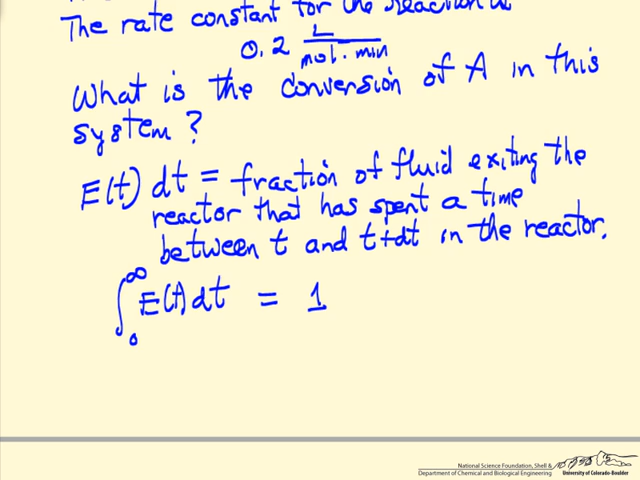 The rate constant for the reaction is
0.2 L / mol·min
What is the conversion of A in this
system?
E(t) dt = fraction of fluid exiting the
reactor that has spent a time
between t and t+dt in the reactor.
∫₀^∞ E(t) dt = 1
National Science Foundation, Shell &
Department of Chemical and Biological Engineering
University of Colorado-Boulder